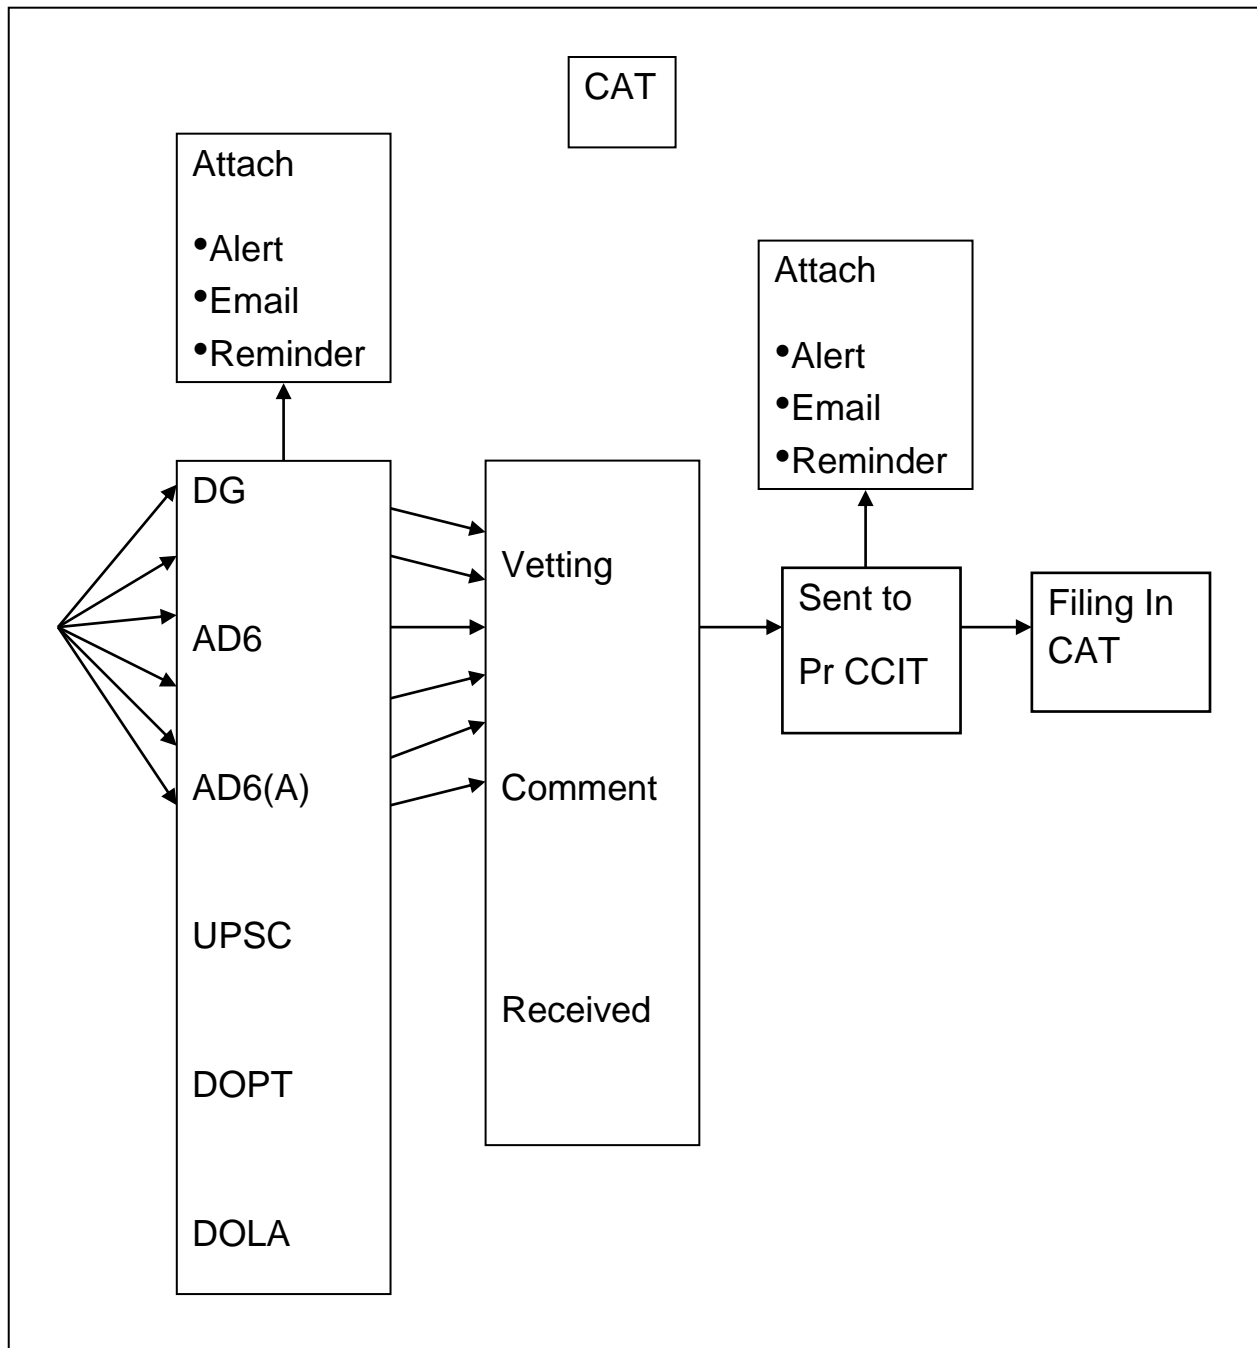 CAT
Attach
•Alert
•Email
•Reminder
Attach
•Alert
•Email
•Reminder
DG
AD6
AD6(A)
UPSC
DOPT
DOLA
Vetting
Comment
Received
Sent to
Pr CCIT
Filing In
CAT